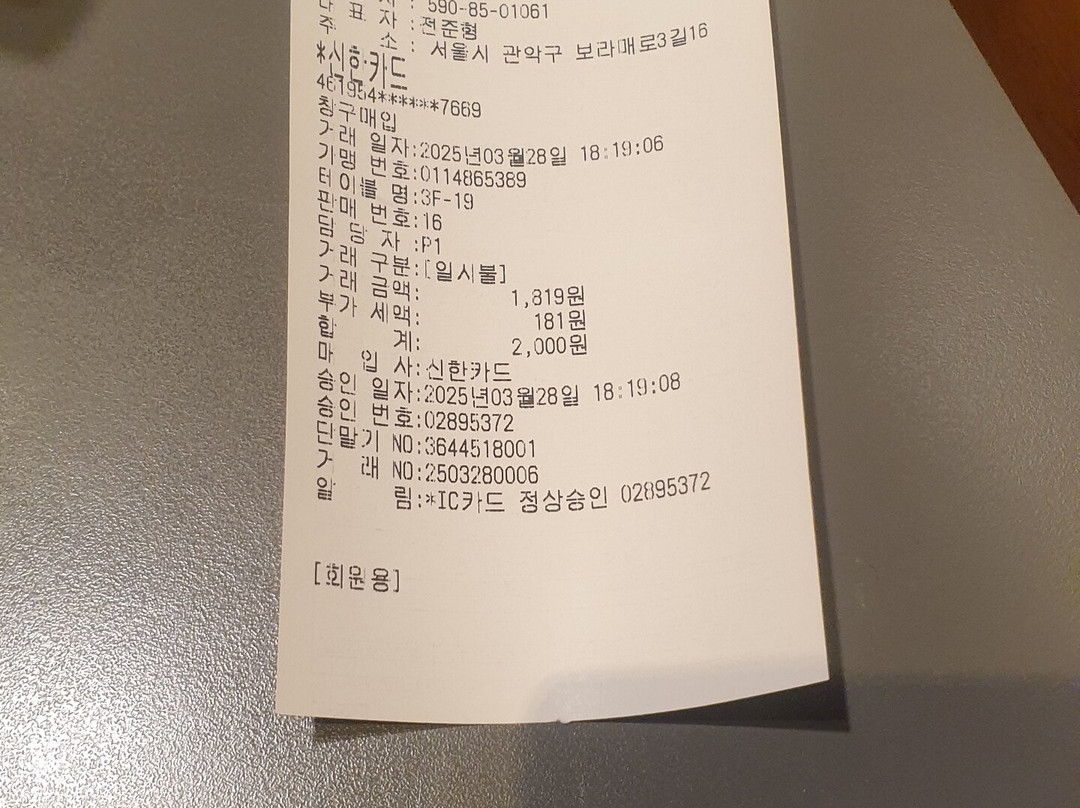 : 590-85-01061
대 표 자 :전준형
주 소 : 서울시 관악구 보라매로3길16
*신한카드
461954******7669
청구매입
거래 일자:2025년03월28일 18:19:06
가맹 번호:0114865389
테이블 명:3F-19
판매 번호:16
담 당 자 :P1
거래 구분:[일시불]
거래 금액: 1,819원
부가 세액: 181원
합 계: 2,000원
매 입 사:신한카드
승인 일자:2025년03월28일 18:19:08
승인 번호:02895372
단말기 NO:3644518001
거 래 NO:2503280006
알 림:*IC카드 정상승인 02895372
[회원용]